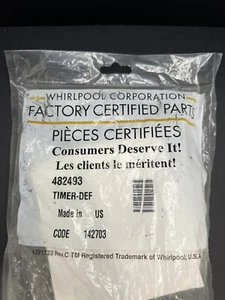 WHIRLPOOL CORPORATION
FACTORY CERTIFIED PARTS
PIÈCES CERTIFIÉES
Consumers Deserve It!
Les clients le méritent!
482493
TIMER-DEF
Made in US
CODE 142703
Rev.C TM Registered Trademark of Whirlpool, U.S.A